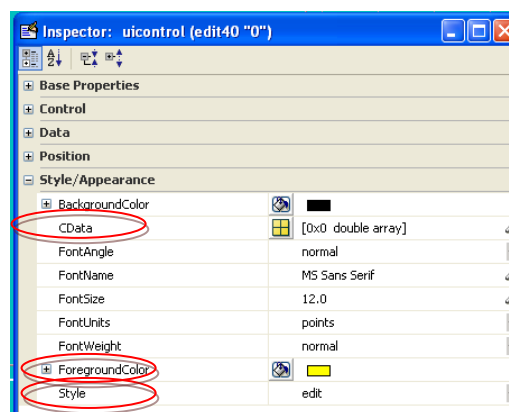 Inspector: uicontrol (edit40 "0")
Base Properties
Control
Data
Position
Style/Appearance
BackgroundColor
CData [0x0 double array]
FontAngle normal
FontName MS Sans Serif
FontSize 12.0
FontUnits points
FontWeight normal
ForegroundColor
Style edit